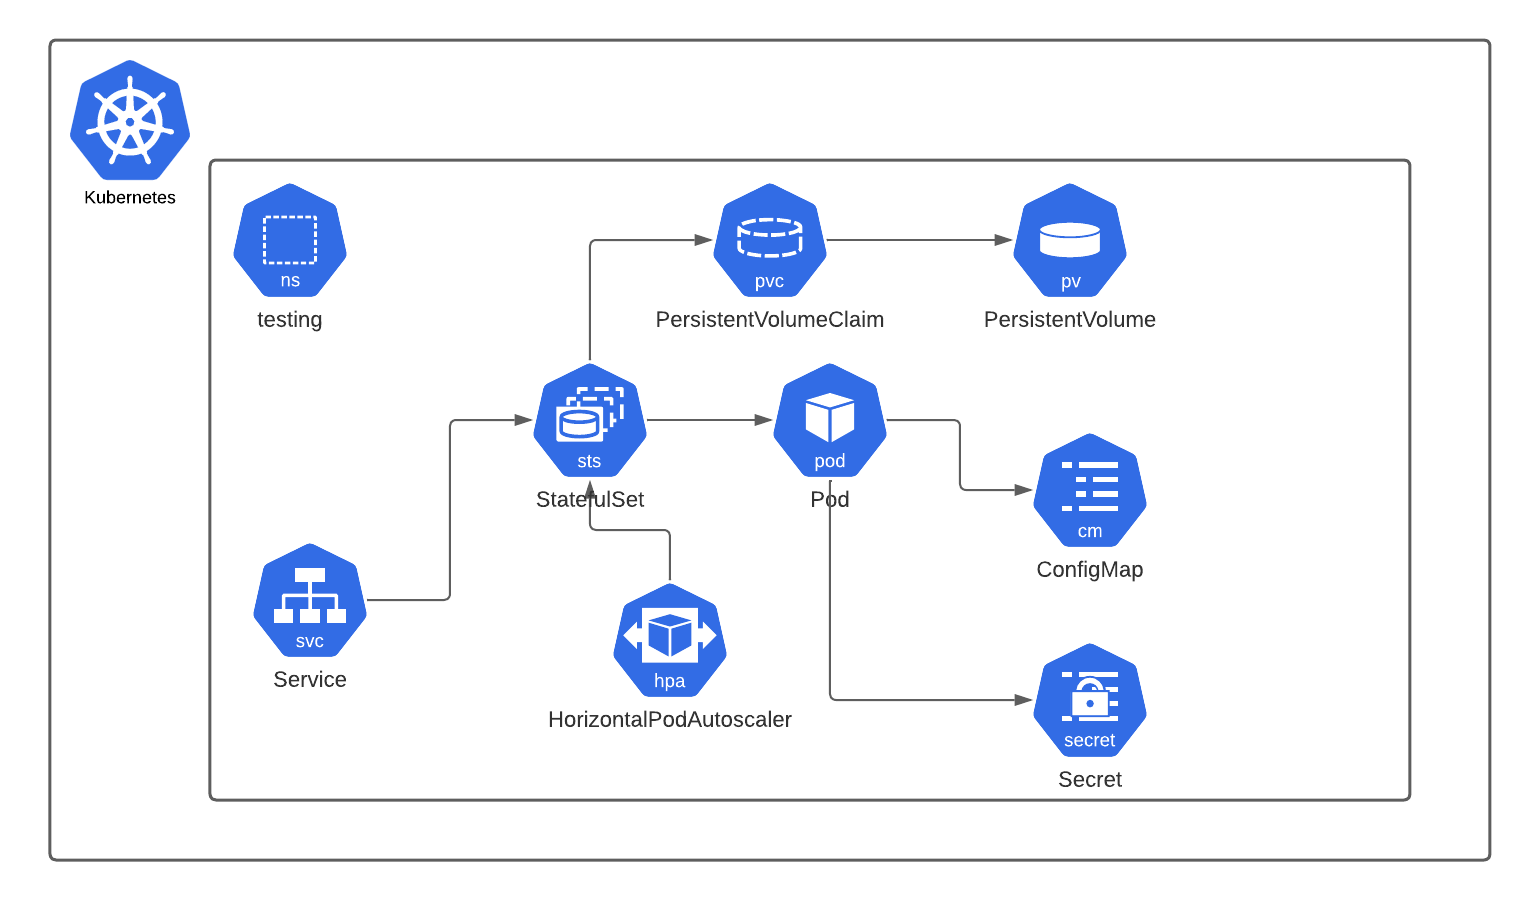 Kubernetes
ns
testing
pvc
PersistentVolumeClaim
pv
PersistentVolume
sts
StatefulSet
pod
Pod
cm
ConfigMap
svc
Service
hpa
HorizontalPodAutoscaler
secret
Secret